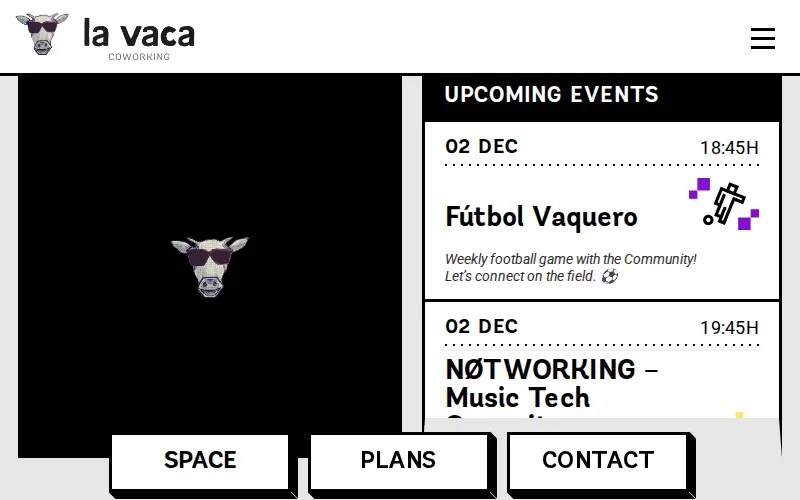 la vaca
COWORKING
UPCOMING EVENTS
02 DEC
18:45H
Fútbol Vaquero
Weekly football game with the Community!
Let's connect on the field. ⚽
02 DEC
19:45H
NØTWORKING –
Music Tech
SPACE
PLANS
CONTACT